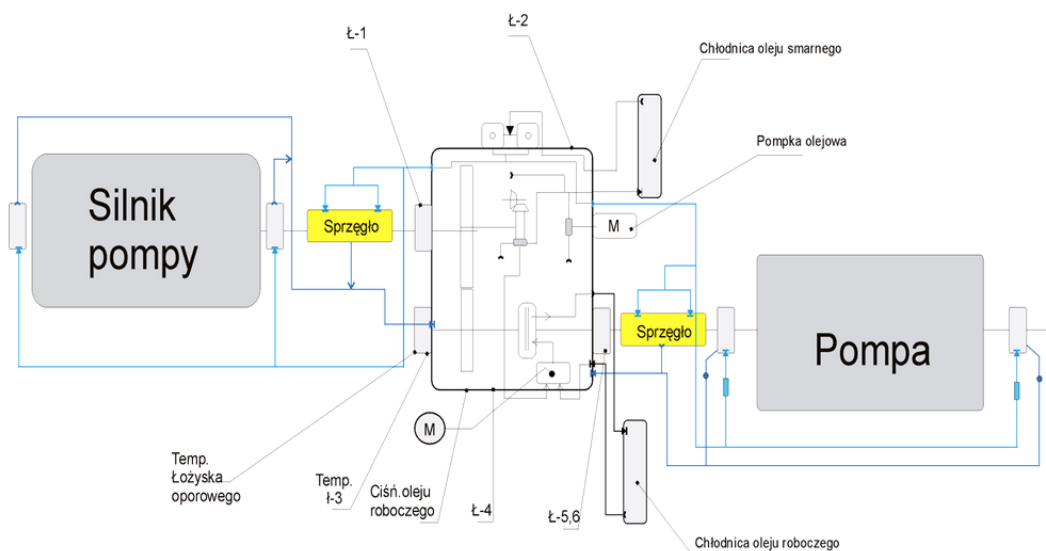 Ł-1
Ł-2
Chłodnica oleju smarnego
Pompka olejowa
Silnik
pompy
Sprzęgło
M
Sprzęgło
Pompa
M
Temp.
Łożyska
oporowego
Temp.
ł-3
Ciśń.oleju
roboczego
Ł-4
Ł-5,6
Chłodnica oleju roboczego